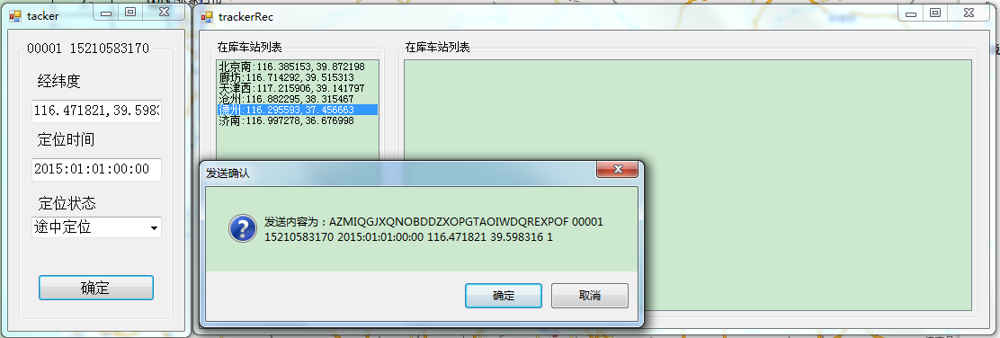 tacker
00001 15210583170
经纬度
116.471821,39.598
定位时间
2015:01:01:00:00
定位状态
途中定位
确定
trackerRec
在库车站列表
北京南:116.385153,39.872198
廊坊:116.714292,39.515313
天津西:117.215906,39.141797
沧州:116.882295,38.315467
德州:116.295593,37.456663
济南:116.997278,36.676998
在库车站列表
发送确认
发送内容为:AZMIQGJXQNOBDDZXOPGTAOIWDQREXPOF 00001
15210583170 2015:01:01:00:00 116.471821 39.598316 1
确定
取消